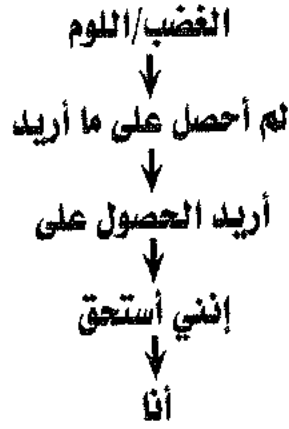 الغضب/اللوم
لم أحصل على ما أريد
أريد الحصول على
إنني أستحق
أنا